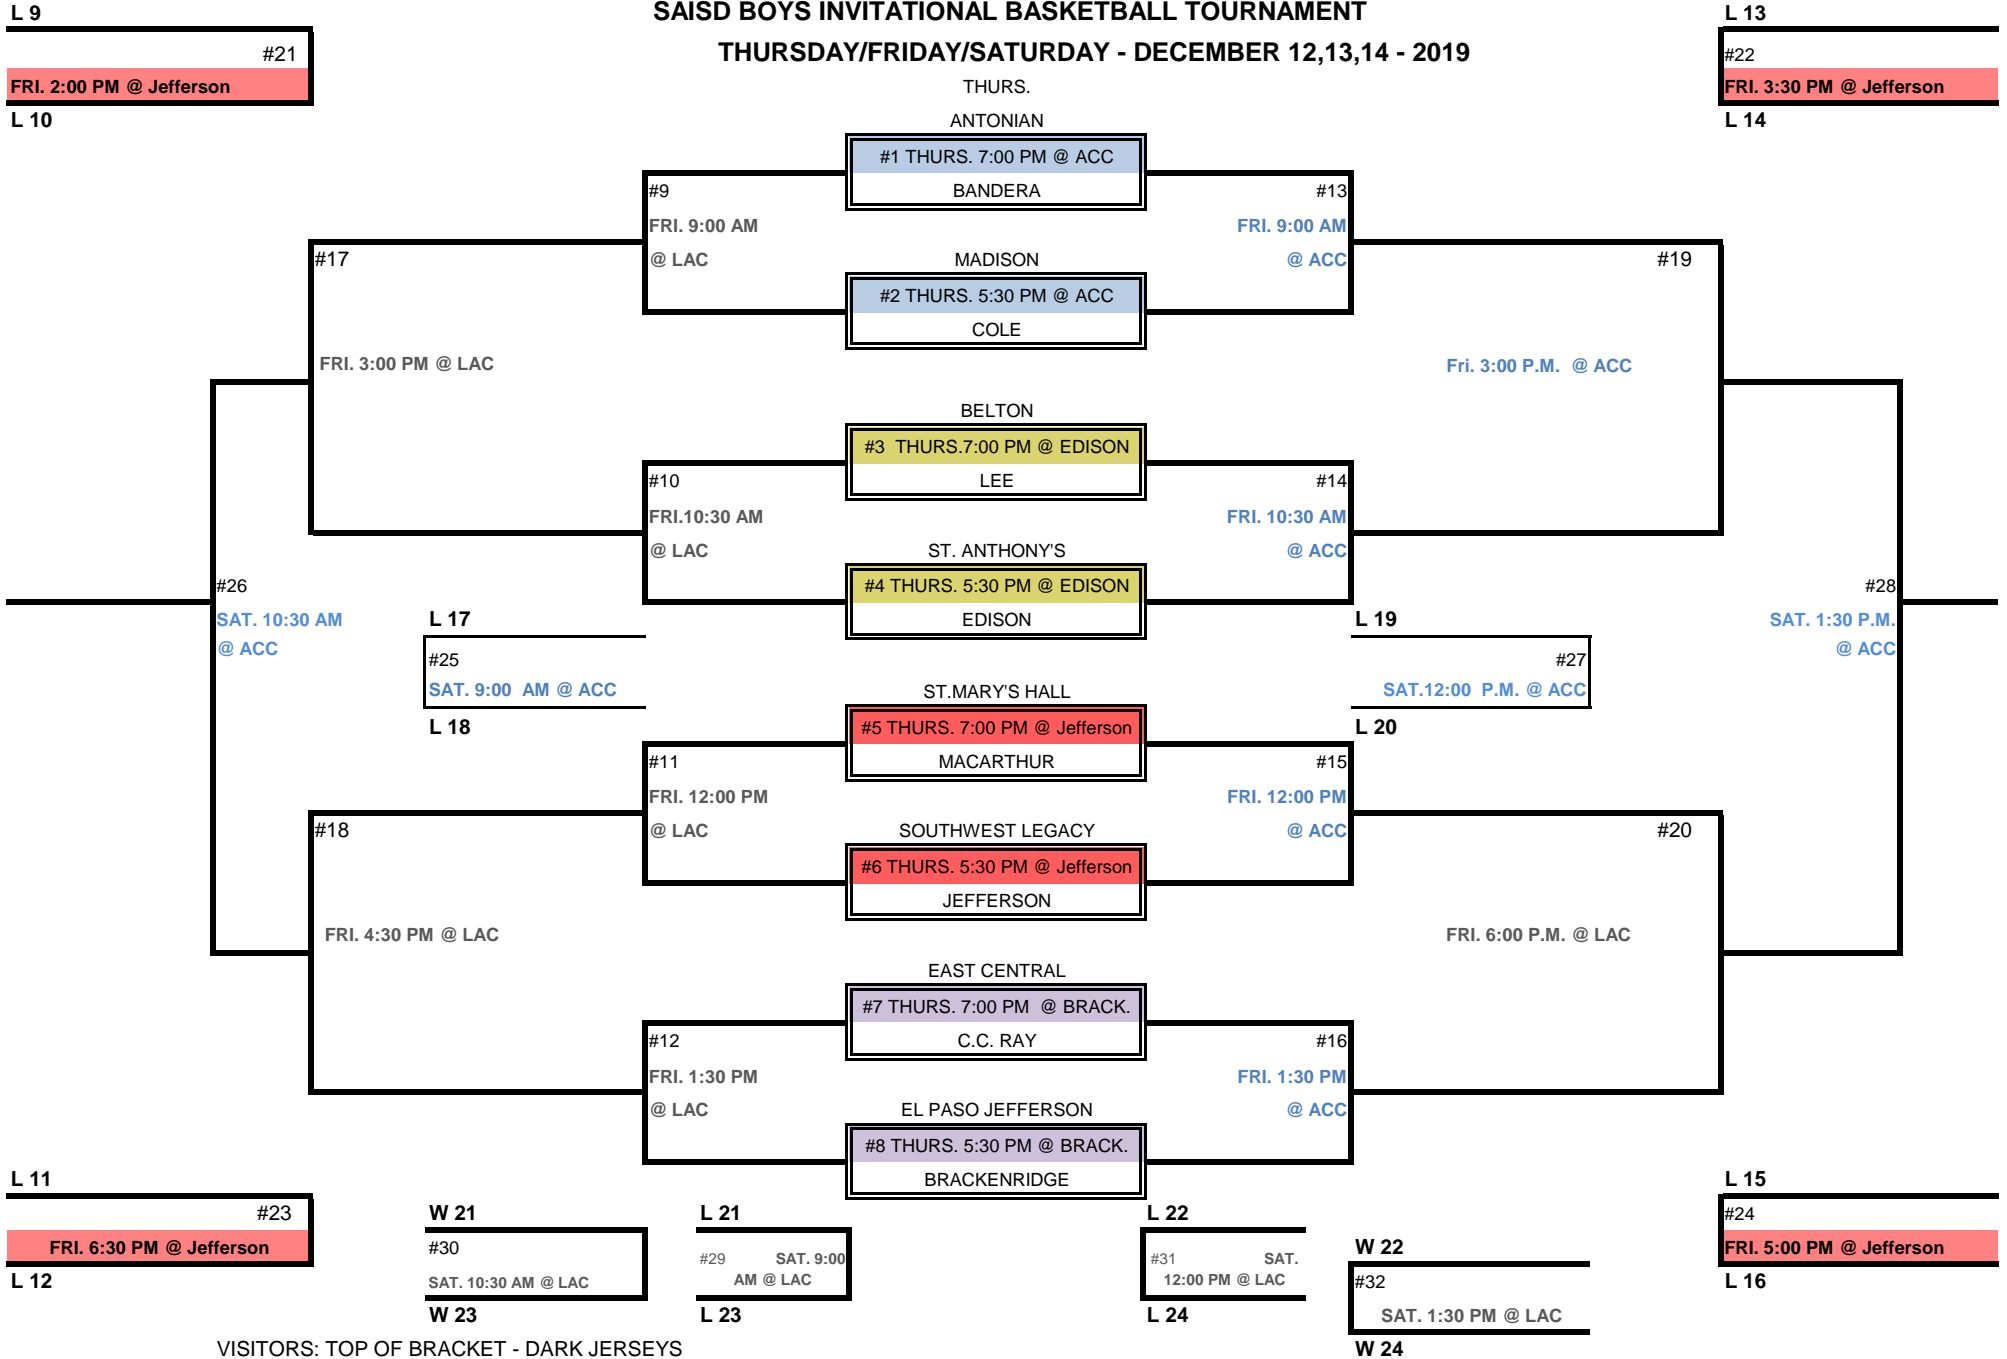 SAISD BOYS INVITATIONAL BASKETBALL TOURNAMENT
THURSDAY/FRIDAY/SATURDAY - DECEMBER 12,13,14 - 2019
L 9
#21
FRI. 2:00 PM @ Jefferson
L 10
L 13
#22
FRI. 3:30 PM @ Jefferson
L 14
THURS.
ANTONIAN
#1 THURS. 7:00 PM @ ACC
BANDERA
#9
FRI. 9:00 AM
@ LAC
#13
FRI. 9:00 AM
@ ACC
MADISON
#2 THURS. 5:30 PM @ ACC
COLE
#17
FRI. 3:00 PM @ LAC
#19
Fri. 3:00 P.M. @ ACC
BELTON
#3 THURS.7:00 PM @ EDISON
LEE
#10
FRI.10:30 AM
@ LAC
#14
FRI. 10:30 AM
@ ACC
ST. ANTHONY'S
#4 THURS. 5:30 PM @ EDISON
EDISON
#26
SAT. 10:30 AM
@ ACC
L 17
#25
SAT. 9:00 AM @ ACC
L 18
L 19
#27
SAT.12:00 P.M. @ ACC
L 20
#28
SAT. 1:30 P.M.
@ ACC
ST.MARY'S HALL
#5 THURS. 7:00 PM @ Jefferson
MACARTHUR
#11
FRI. 12:00 PM
@ LAC
#15
FRI. 12:00 PM
@ ACC
SOUTHWEST LEGACY
#6 THURS. 5:30 PM @ Jefferson
JEFFERSON
#18
FRI. 4:30 PM @ LAC
#20
FRI. 6:00 P.M. @ LAC
EAST CENTRAL
#7 THURS. 7:00 PM @ BRACK.
C.C. RAY
#12
FRI. 1:30 PM
@ LAC
#16
FRI. 1:30 PM
@ ACC
EL PASO JEFFERSON
#8 THURS. 5:30 PM @ BRACK.
BRACKENRIDGE
L 11
#23
FRI. 6:30 PM @ Jefferson
L 12
W 21
#30
SAT. 10:30 AM @ LAC
W 23
L 21
#29 SAT. 9:00
AM @ LAC
L 23
L 22
#31 SAT.
12:00 PM @ LAC
L 24
W 22
#32
SAT. 1:30 PM @ LAC
W 24
L 15
#24
FRI. 5:00 PM @ Jefferson
L 16
VISITORS: TOP OF BRACKET - DARK JERSEYS